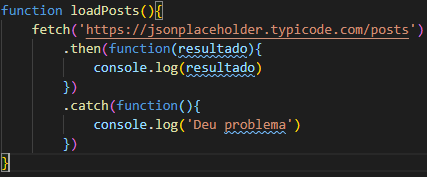 function loadPosts(){
    fetch('https://jsonplaceholder.typicode.com/posts')
        .then(function(resultado){
            console.log(resultado)
        })
        .catch(function(){
            console.log('Deu problema')
        })
}